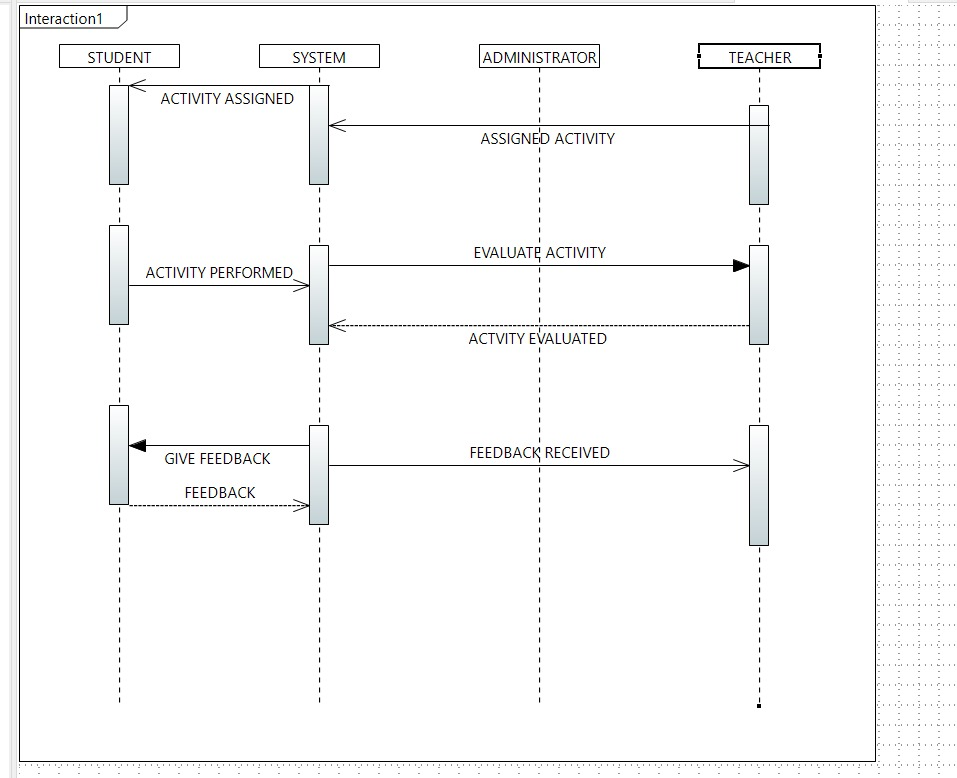 Interaction1
STUDENT
SYSTEM
ADMINISTRATOR
TEACHER
ACTIVITY ASSIGNED
ASSIGNED ACTIVITY
EVALUATE ACTIVITY
ACTIVITY PERFORMED
ACTVITY EVALUATED
GIVE FEEDBACK
FEEDBACK RECEIVED
FEEDBACK